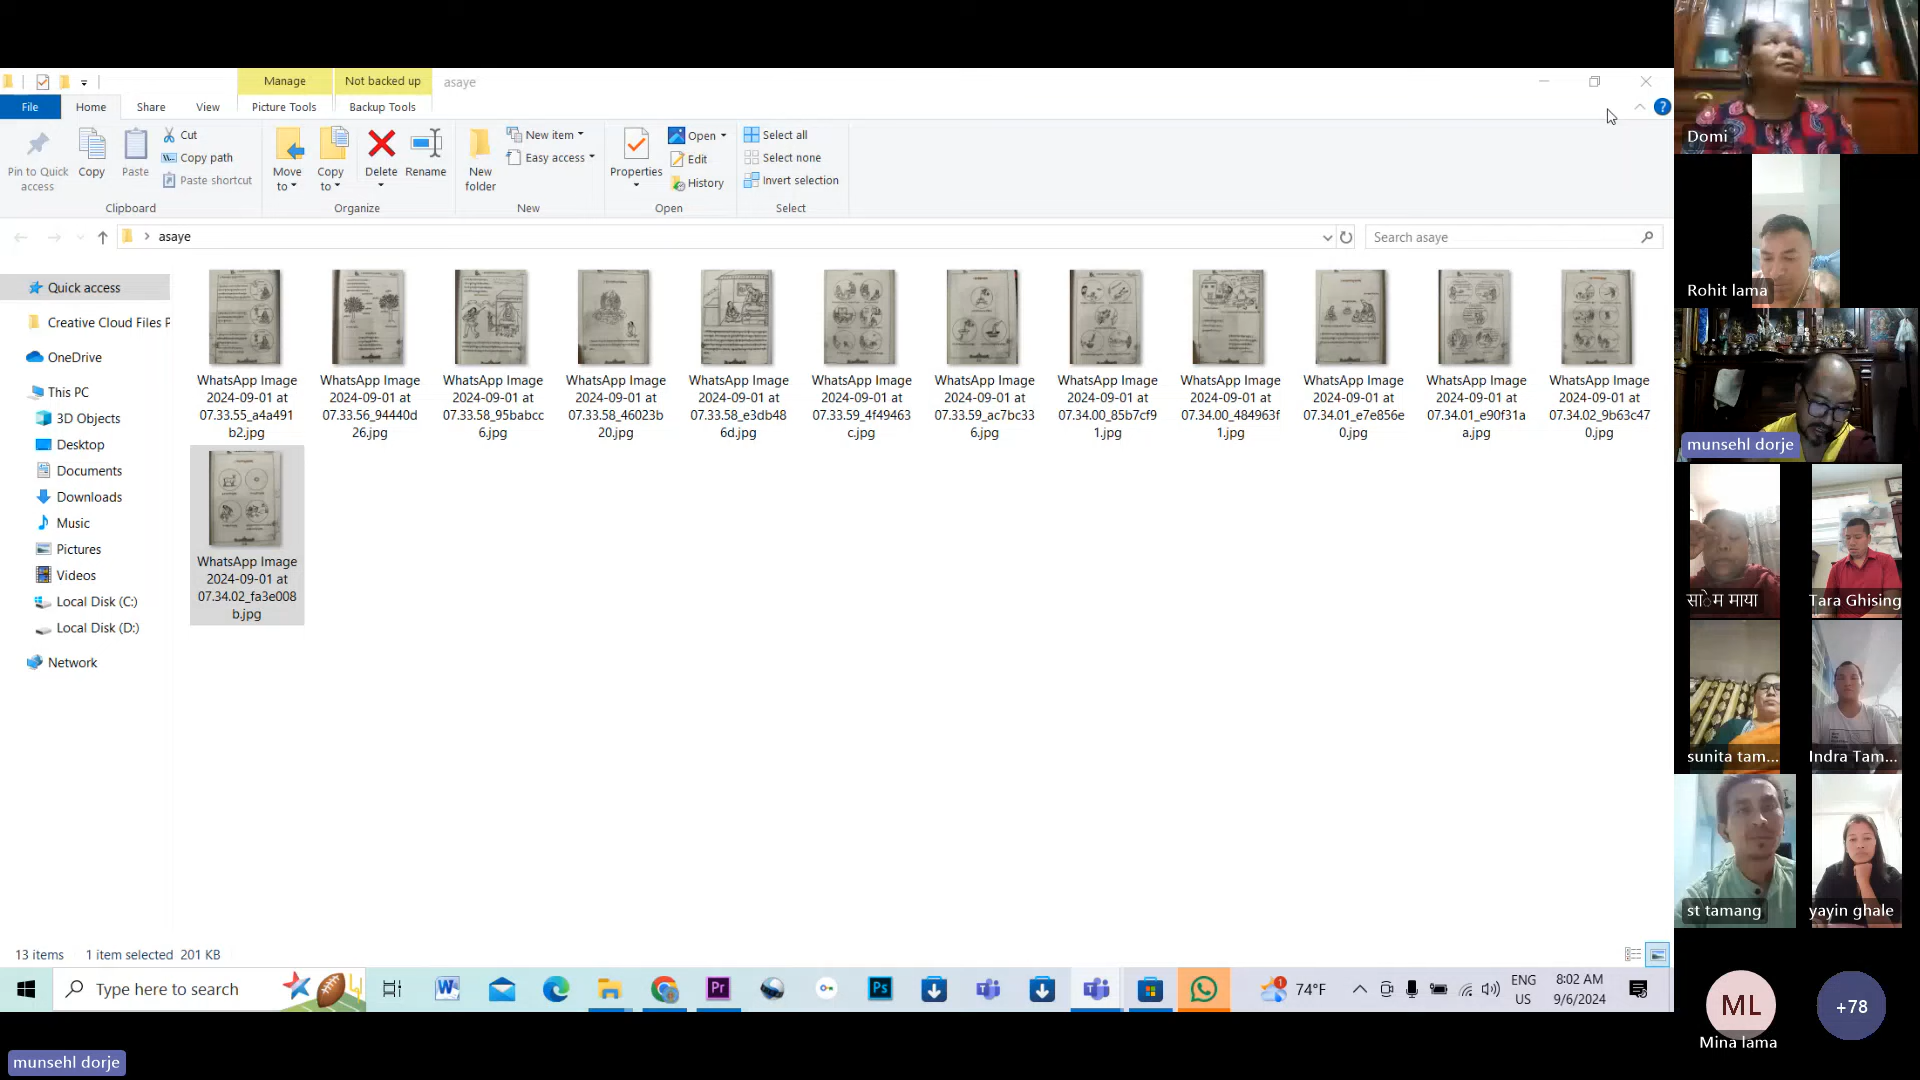 Manage
Not backed up
asaye
File
Home
Share
View
Picture Tools
Backup Tools
Pin to Quick access
Copy
Paste
Cut
Copy path
Paste shortcut
Clipboard
Move to
Copy to
Delete
Rename
Organize
New folder
New item
Easy access
New
Properties
Open
Edit
History
Open
Select all
Select none
Invert selection
Select
asaye
Search asaye
Quick access
Creative Cloud Files P
OneDrive
This PC
3D Objects
Desktop
Documents
Downloads
Music
Pictures
Videos
Local Disk (C:)
Local Disk (D:)
Network
WhatsApp Image 2024-09-01 at 07.33.55_a4a491b2.jpg
WhatsApp Image 2024-09-01 at 07.33.56_94440d26.jpg
WhatsApp Image 2024-09-01 at 07.33.58_95babcc6.jpg
WhatsApp Image 2024-09-01 at 07.33.58_46023b20.jpg
WhatsApp Image 2024-09-01 at 07.33.58_e3db486d.jpg
WhatsApp Image 2024-09-01 at 07.33.59_4f49463c.jpg
WhatsApp Image 2024-09-01 at 07.33.59_ac7bc336.jpg
WhatsApp Image 2024-09-01 at 07.34.00_85b7cf91.jpg
WhatsApp Image 2024-09-01 at 07.34.00_484963f1.jpg
WhatsApp Image 2024-09-01 at 07.34.01_e7e856e0.jpg
WhatsApp Image 2024-09-01 at 07.34.01_e90f31aa.jpg
WhatsApp Image 2024-09-01 at 07.34.02_9b63c470.jpg
WhatsApp Image 2024-09-01 at 07.34.02_fa3e008b.jpg
13 items
1 item selected 201 KB
Type here to search
74°F
ENG
US
8:02 AM
9/6/2024
munsehl dorje
Domi
Rohit lama
munsehl dorje
साेम माया
Tara Ghising
sunita tam...
Indra Tam...
st tamang
yayin ghale
ML
Mina lama
+78